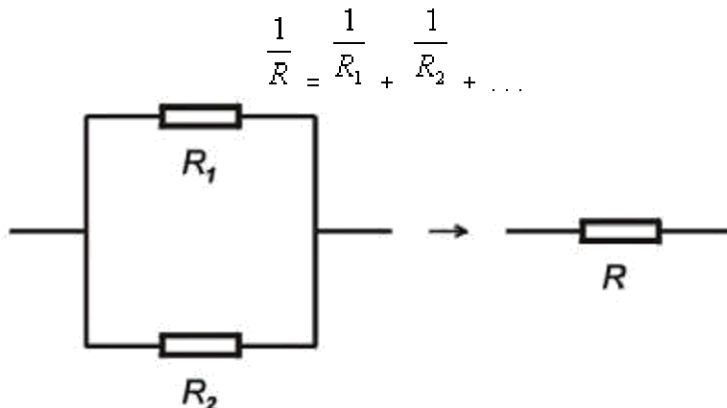 1/R = 1/R₁ + 1/R₂ + ...
R₁
R
R₂